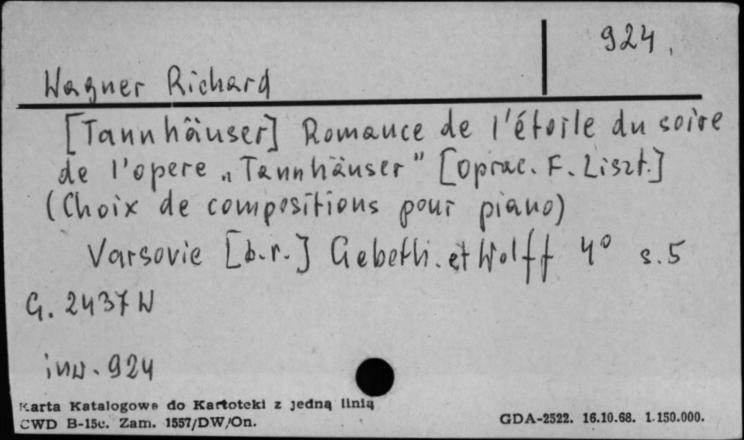 924.
Wagner Richard
[Tannhäuser] Romance de l'étoile du soire
de l'opere „Tannhäuser" [oprac. F. Liszt.]
(Choix de compositions pour piano)
Varsovie [b.r.] Gebeth. et Wolff 4° s. 5
G. 2437 W
inw. 924
Karta Katalogowa do Kartoteki z jedną linią
CWD B-15c. Zam. 1557/DW/On.
GDA-2522. 16.10.68. 1.150.000.